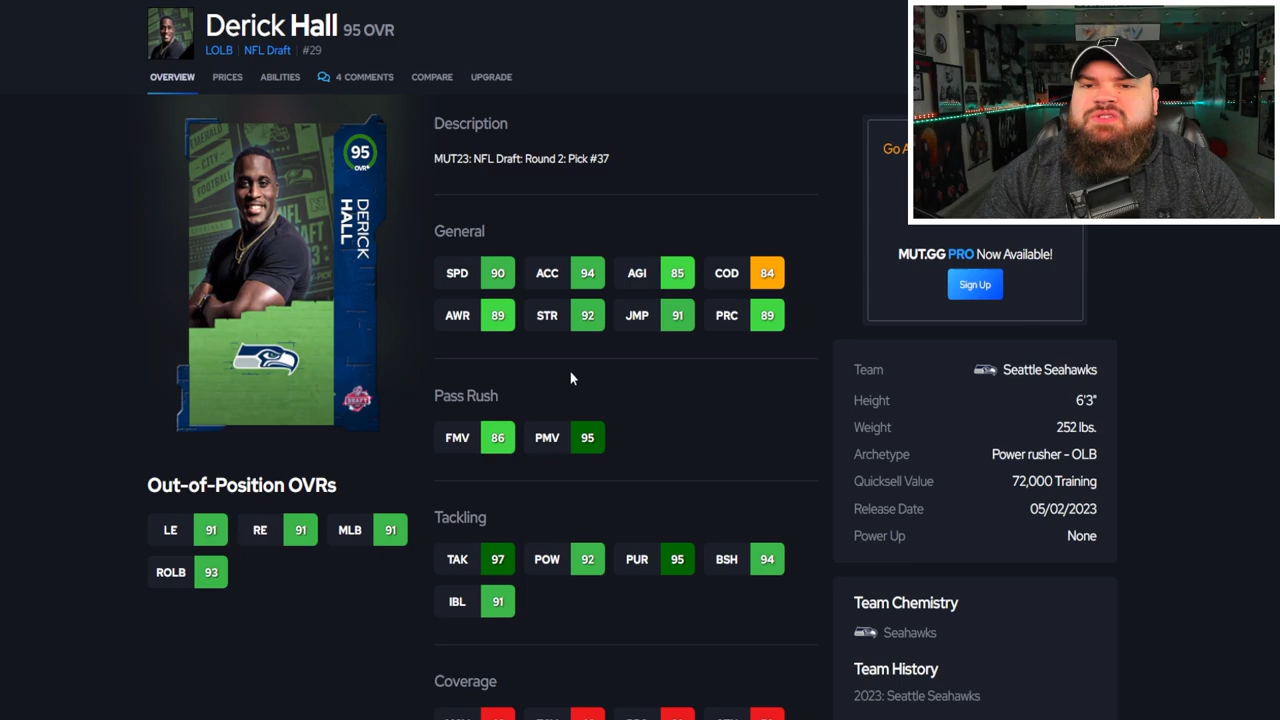 Derick Hall 95 OVR
LOLB NFL Draft #29
OVERVIEW PRICES ABILITIES 4 COMMENTS COMPARE UPGRADE
95
OVR
DERICK
HALL
Description
MUT23: NFL Draft: Round 2: Pick #37
General
SPD 90 ACC 94 AGI 85 COD 84
AWR 89 STR 92 JMP 91 PRC 89
Pass Rush
FMV 86 PMV 95
Tackling
TAK 97 POW 92 PUR 95 BSH 94
IBL 91
Coverage
Out-of-Position OVRs
LE 91 RE 91 MLB 91
ROLB 93
Go
MUT.GG PRO Now Available!
Sign Up
Team Seattle Seahawks
Height 6'3"
Weight 252 lbs.
Archetype Power rusher - OLB
Quicksell Value 72,000 Training
Release Date 05/02/2023
Power Up None
Team Chemistry
Seahawks
Team History
2023: Seattle Seahawks